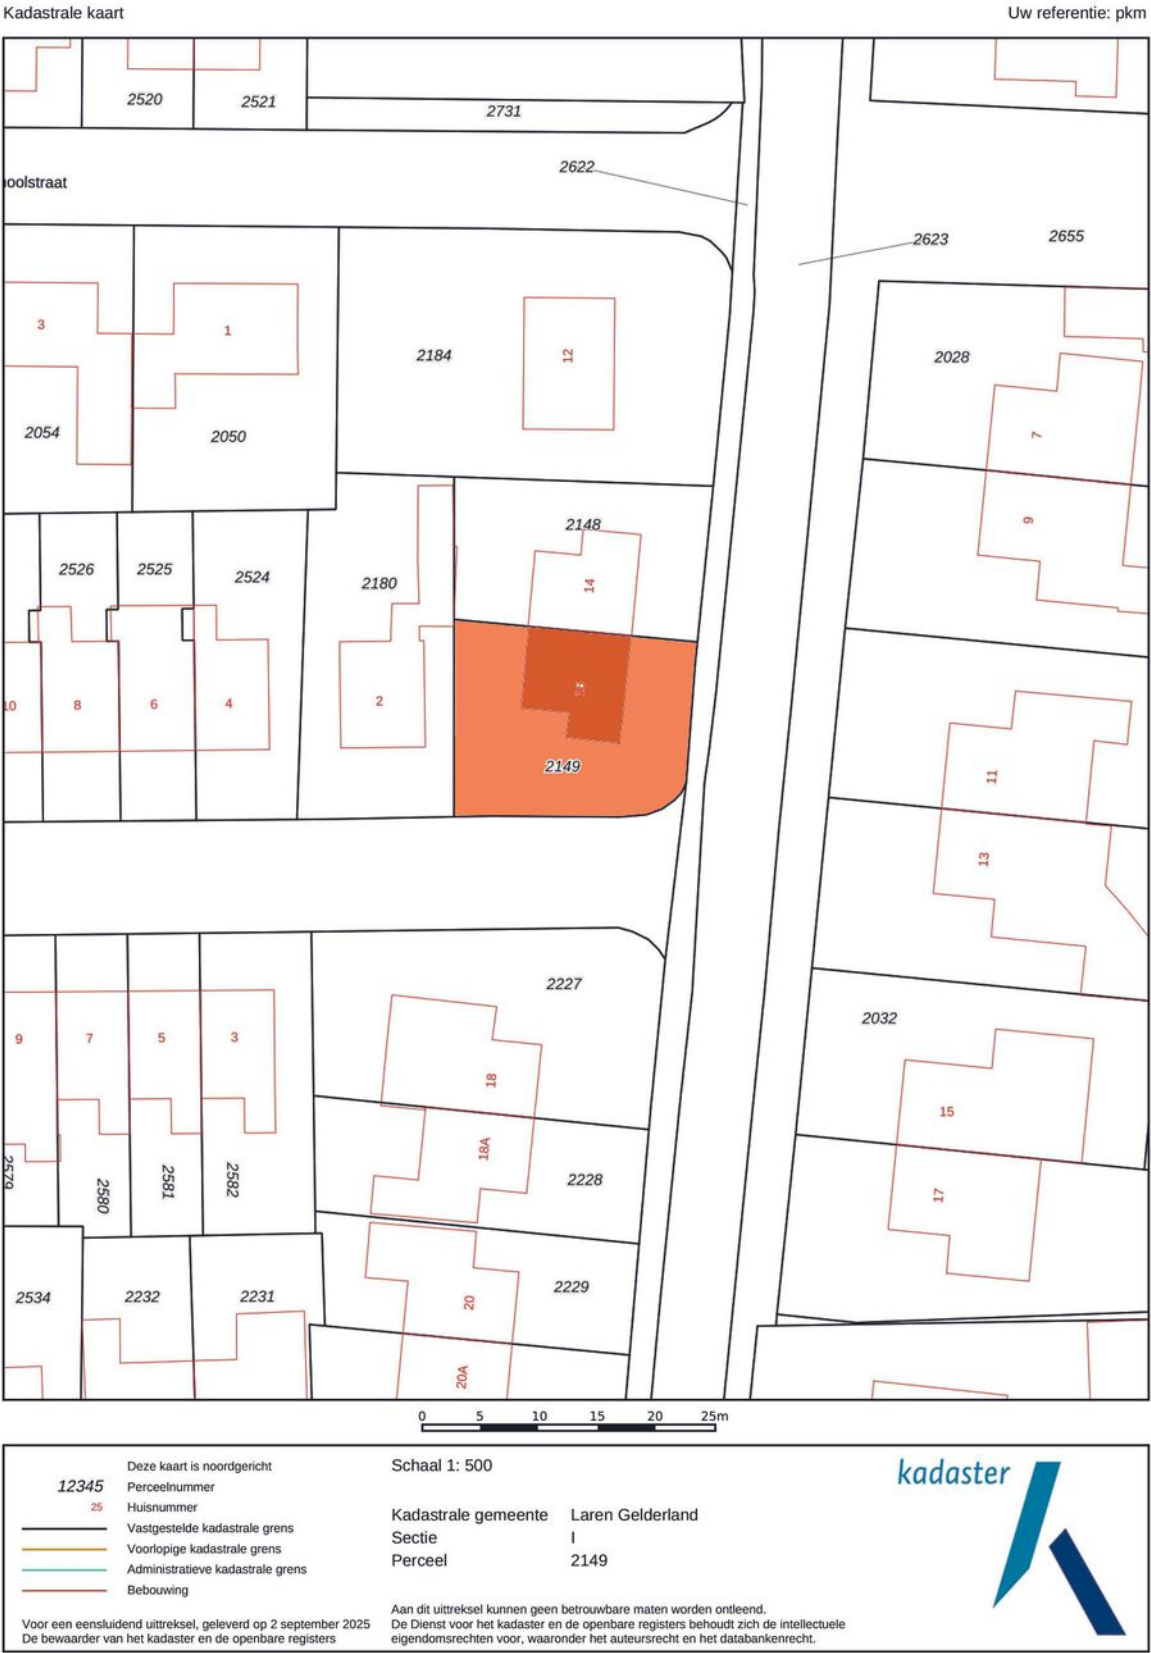 Kadastrale kaart
Uw referentie: pkm
2520
2521
2731
2622
oolstraat
2623
2655
3
1
2184
12
2028
7
2054
2050
9
2148
2526
2525
2524
2180
14
10
8
6
4
2
2149
11
13
2227
2032
9
7
5
3
18
15
18A
2228
2579
2580
2581
2582
17
2534
2232
2231
20
2229
20A
0 5 10 15 20 25m
Deze kaart is noordgericht
12345 Perceelnummer
25 Huisnummer
Vastgestelde kadastrale grens
Voorlopige kadastrale grens
Administratieve kadastrale grens
Bebouwing
Voor een eensluidend uittreksel, geleverd op 2 september 2025
De bewaarder van het kadaster en de openbare registers
Schaal 1: 500
Kadastrale gemeente Laren Gelderland
Sectie I
Perceel 2149
Aan dit uittreksel kunnen geen betrouwbare maten worden ontleend.
De Dienst voor het kadaster en de openbare registers behoudt zich de intellectuele
eigendomsrechten voor, waaronder het auteursrecht en het databankenrecht.
kadaster